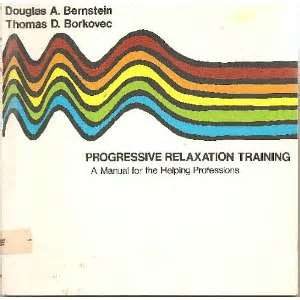 Douglas A. Bernstein
Thomas D. Borkovec
PROGRESSIVE RELAXATION TRAINING
A Manual for the Helping Professions